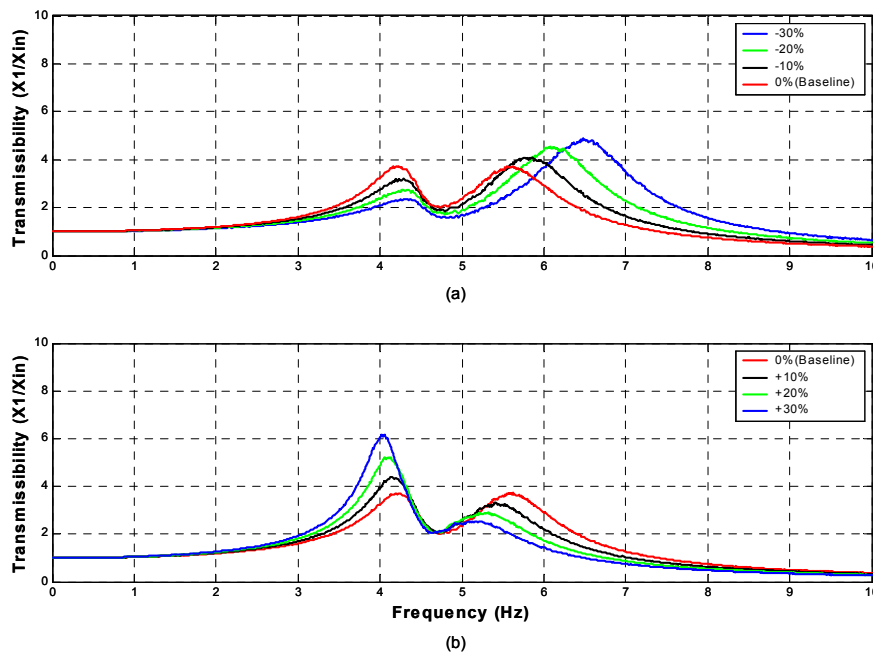 10
8
6
4
2
0
Transmissibility (X1/Xin)
-30%
-20%
-10%
0% (Baseline)
0 1 2 3 4 5 6 7 8 9 10
(a)
10
8
6
4
2
0
Transmissibility (X1/Xin)
0% (Baseline)
+10%
+20%
+30%
0 1 2 3 4 5 6 7 8 9 10
Frequency (Hz)
(b)